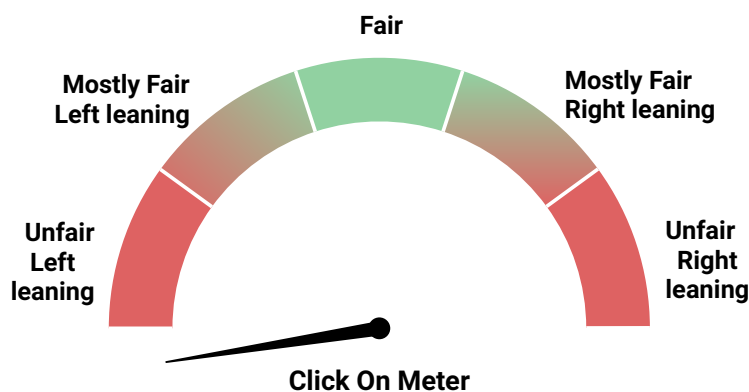 Fair
Mostly Fair
Left leaning
Mostly Fair
Right leaning
Unfair
Left
leaning
Unfair
Right
leaning
Click On Meter